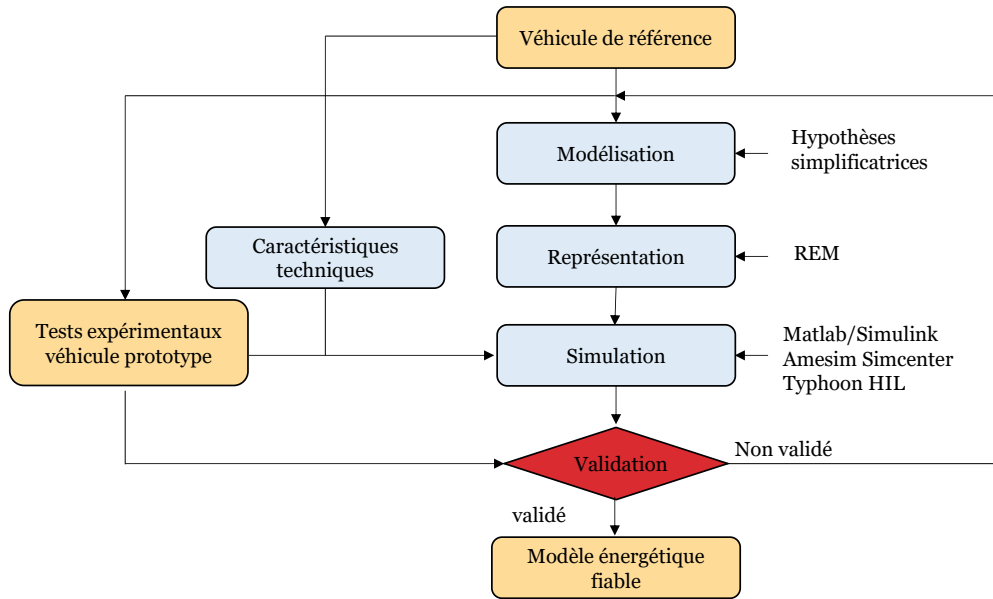 Véhicule de référence
Modélisation
Hypothèses
simplificatrices
Caractéristiques
techniques
Représentation
REM
Tests expérimentaux
véhicule prototype
Simulation
Matlab/Simulink
Amesim Simcenter
Typhoon HIL
Validation
Non validé
validé
Modèle énergétique
fiable